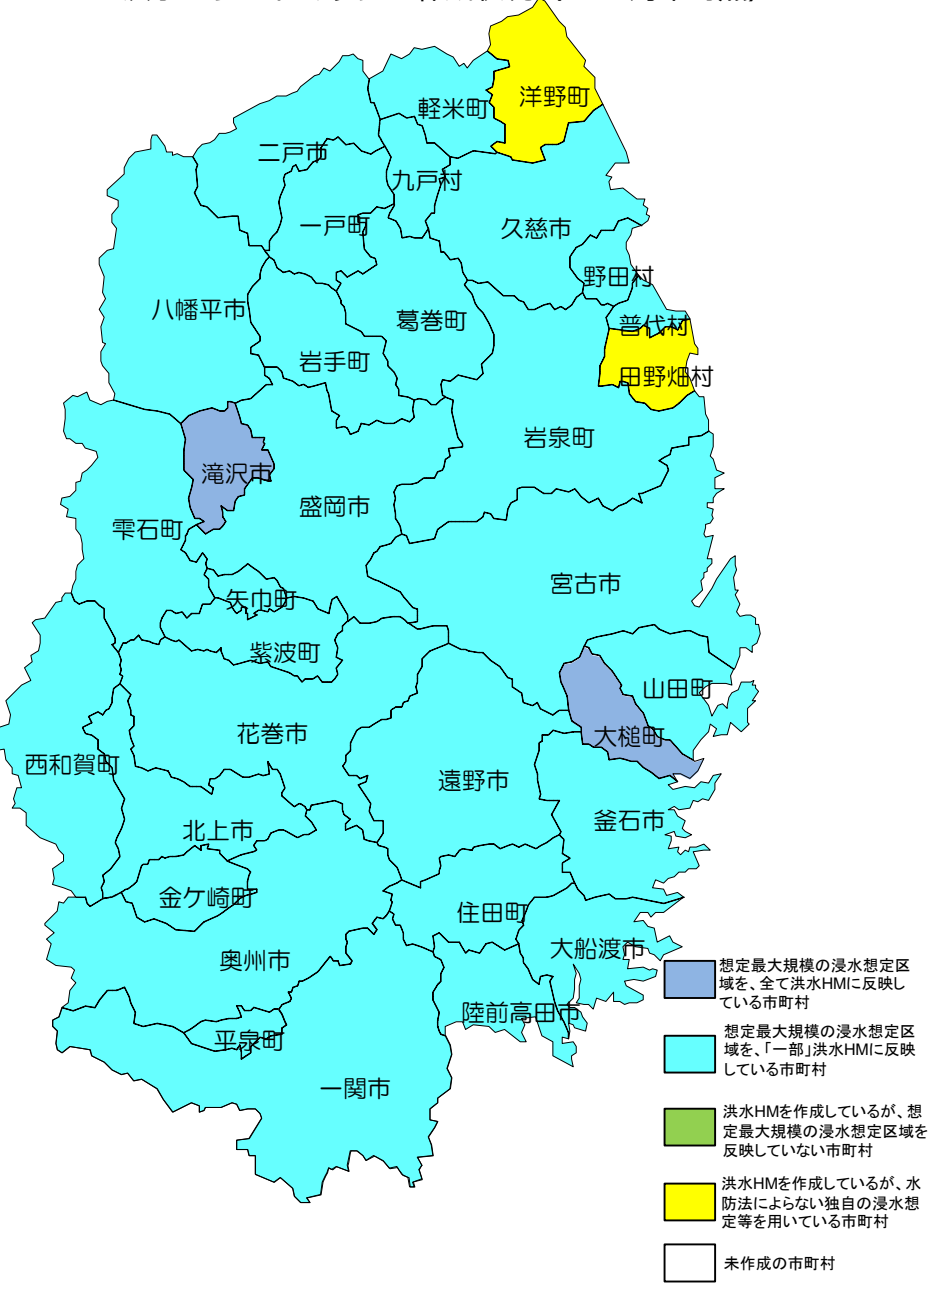 洋野町
軽米町
二戸市
九戸村
一戸町
久慈市
野田村
八幡平市
葛巻町
普代村
岩手町
田野畑村
岩泉町
滝沢市
盛岡市
雫石町
宮古市
矢巾町
紫波町
山田町
花巻市
大槌町
西和賀町
遠野市
釜石市
北上市
金ケ崎町
住田町
大船渡市
奥州市
陸前高田市
平泉町
一関市
想定最大規模の浸水想定区
域を、全て洪水HMに反映し
ている市町村
想定最大規模の浸水想定区
域を、「一部」洪水HMに反映
している市町村
洪水HMを作成しているが、想
定最大規模の浸水想定区域を
反映していない市町村
洪水HMを作成しているが、水
防法によらない独自の浸水想
定等を用いている市町村
未作成の市町村